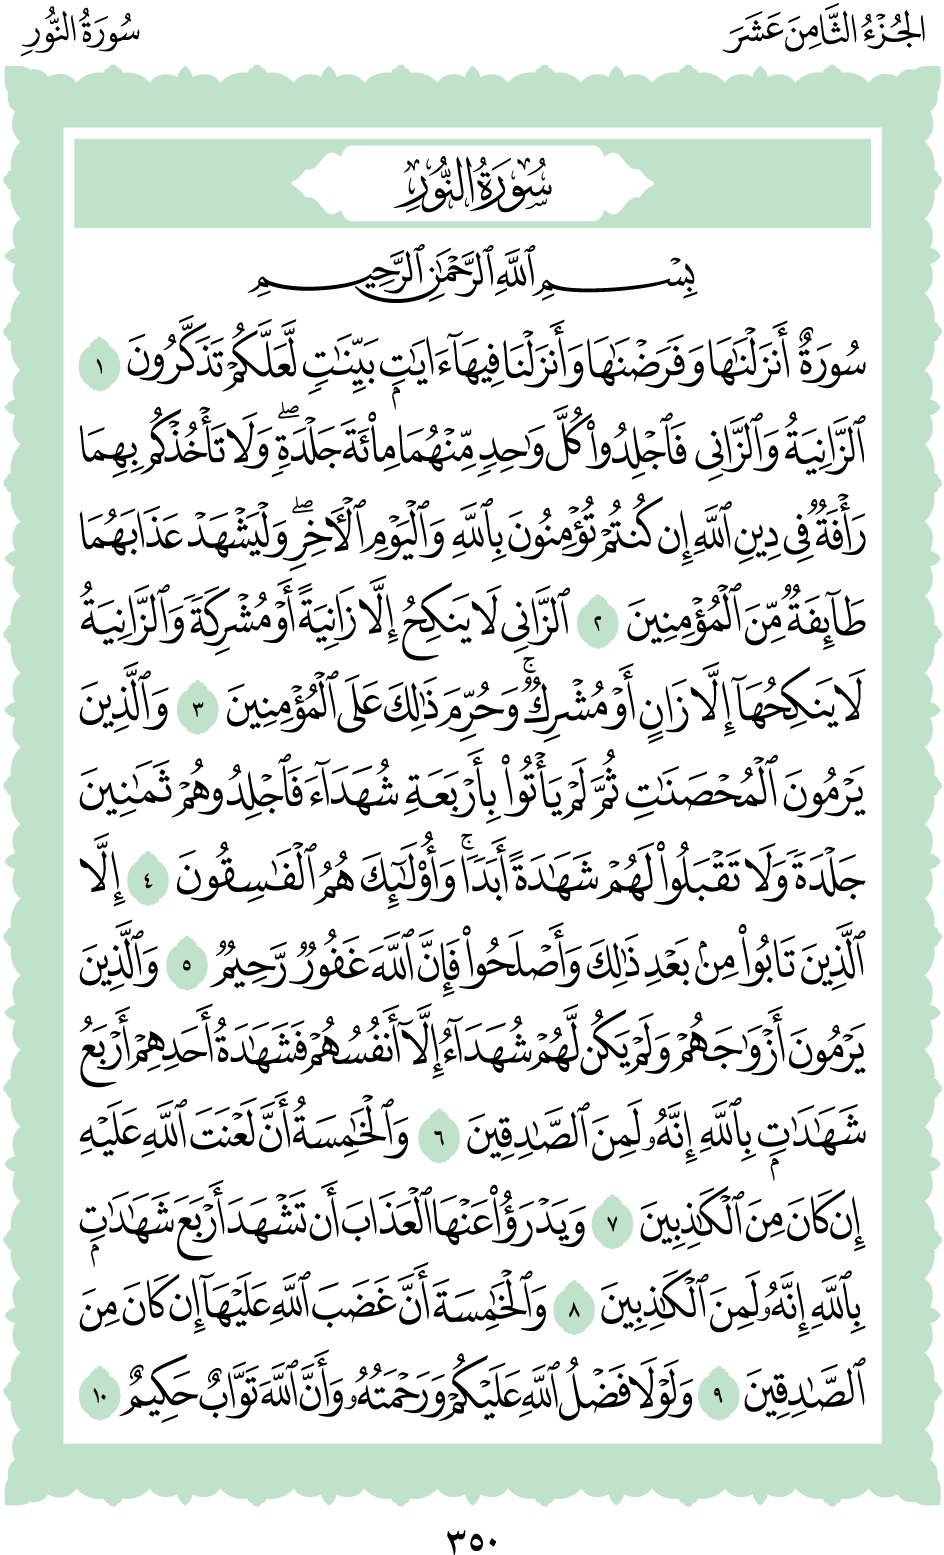 الجُزْءُ الثَّامِنَ عَشَرَ
سُورَةُ النُّورِ
سُورَةُ النُّورِ
بِسْمِ ٱللَّهِ ٱلرَّحْمَٰنِ ٱلرَّحِيمِ
سُورَةٌ أَنزَلْنَٰهَا وَفَرَضْنَٰهَا وَأَنزَلْنَا فِيهَآ ءَايَٰتِۭ بَيِّنَٰتٍ لَّعَلَّكُمْ تَذَكَّرُونَ ١
ٱلزَّانِيَةُ وَٱلزَّانِى فَٱجْلِدُوا۟ كُلَّ وَٰحِدٍ مِّنْهُمَا مِا۟ئَةَ جَلْدَةٍ ۖ وَلَا تَأْخُذْكُم بِهِمَا
رَأْفَةٌ فِى دِينِ ٱللَّهِ إِن كُنتُمْ تُؤْمِنُونَ بِٱللَّهِ وَٱلْيَوْمِ ٱلْءَاخِرِ ۖ وَلْيَشْهَدْ عَذَابَهُمَا
طَآئِفَةٌ مِّنَ ٱلْمُؤْمِنِينَ ٢ ٱلزَّانِى لَا يَنكِحُ إِلَّا زَانِيَةً أَوْ مُشْرِكَةً وَٱلزَّانِيَةُ
لَا يَنكِحُهَآ إِلَّا زَانٍ أَوْ مُشْرِكٌ ۚ وَحُرِّمَ ذَٰلِكَ عَلَى ٱلْمُؤْمِنِينَ ٣ وَٱلَّذِينَ
يَرْمُونَ ٱلْمُحْصَنَٰتِ ثُمَّ لَمْ يَأْتُوا۟ بِأَرْبَعَةِ شُهَدَآءَ فَٱجْلِدُوهُمْ ثَمَٰنِينَ
جَلْدَةً وَلَا تَقْبَلُوا۟ لَهُمْ شَهَٰدَةً أَبَدًا ۚ وَأُو۟لَٰٓئِكَ هُمُ ٱلْفَٰسِقُونَ ٤ إِلَّا
ٱلَّذِينَ تَابُوا۟ مِنۢ بَعْدِ ذَٰلِكَ وَأَصْلَحُوا۟ فَإِنَّ ٱللَّهَ غَفُورٌ رَّحِيمٌ ٥ وَٱلَّذِينَ
يَرْمُونَ أَزْوَٰجَهُمْ وَلَمْ يَكُن لَّهُمْ شُهَدَآءُ إِلَّآ أَنفُسُهُمْ فَشَهَٰدَةُ أَحَدِهِمْ أَرْبَعُ
شَهَٰدَٰتِۭ بِٱللَّهِ إِنَّهُۥ لَمِنَ ٱلصَّٰدِقِينَ ٦ وَٱلْخَٰمِسَةُ أَنَّ لَعْنَتَ ٱللَّهِ عَلَيْهِ
إِن كَانَ مِنَ ٱلْكَٰذِبِينَ ٧ وَيَدْرَؤُا۟ عَنْهَا ٱلْعَذَابَ أَن تَشْهَدَ أَرْبَعَ شَهَٰدَٰتِۭ
بِٱللَّهِ إِنَّهُۥ لَمِنَ ٱلْكَٰذِبِينَ ٨ وَٱلْخَٰمِسَةَ أَنَّ غَضَبَ ٱللَّهِ عَلَيْهَآ إِن كَانَ مِنَ
ٱلصَّٰدِقِينَ ٩ وَلَوْلَا فَضْلُ ٱللَّهِ عَلَيْكُمْ وَرَحْمَتُهُۥ وَأَنَّ ٱللَّهَ تَوَّابٌ حَكِيمٌ ١٠
٣٥٠